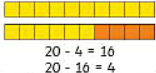 20 - 4 = 16
20 - 16 = 4